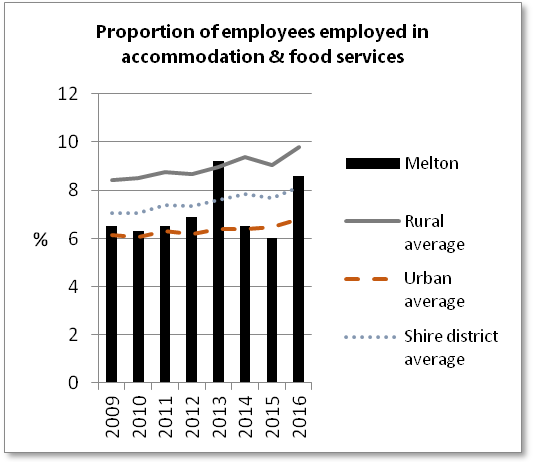 Proportion of employees employed in
accommodation & food services
12
10
8
6
4
2
0
%
2009
2010
2011
2012
2013
2014
2015
2016
Melton
Rural
average
Urban
average
Shire district
average